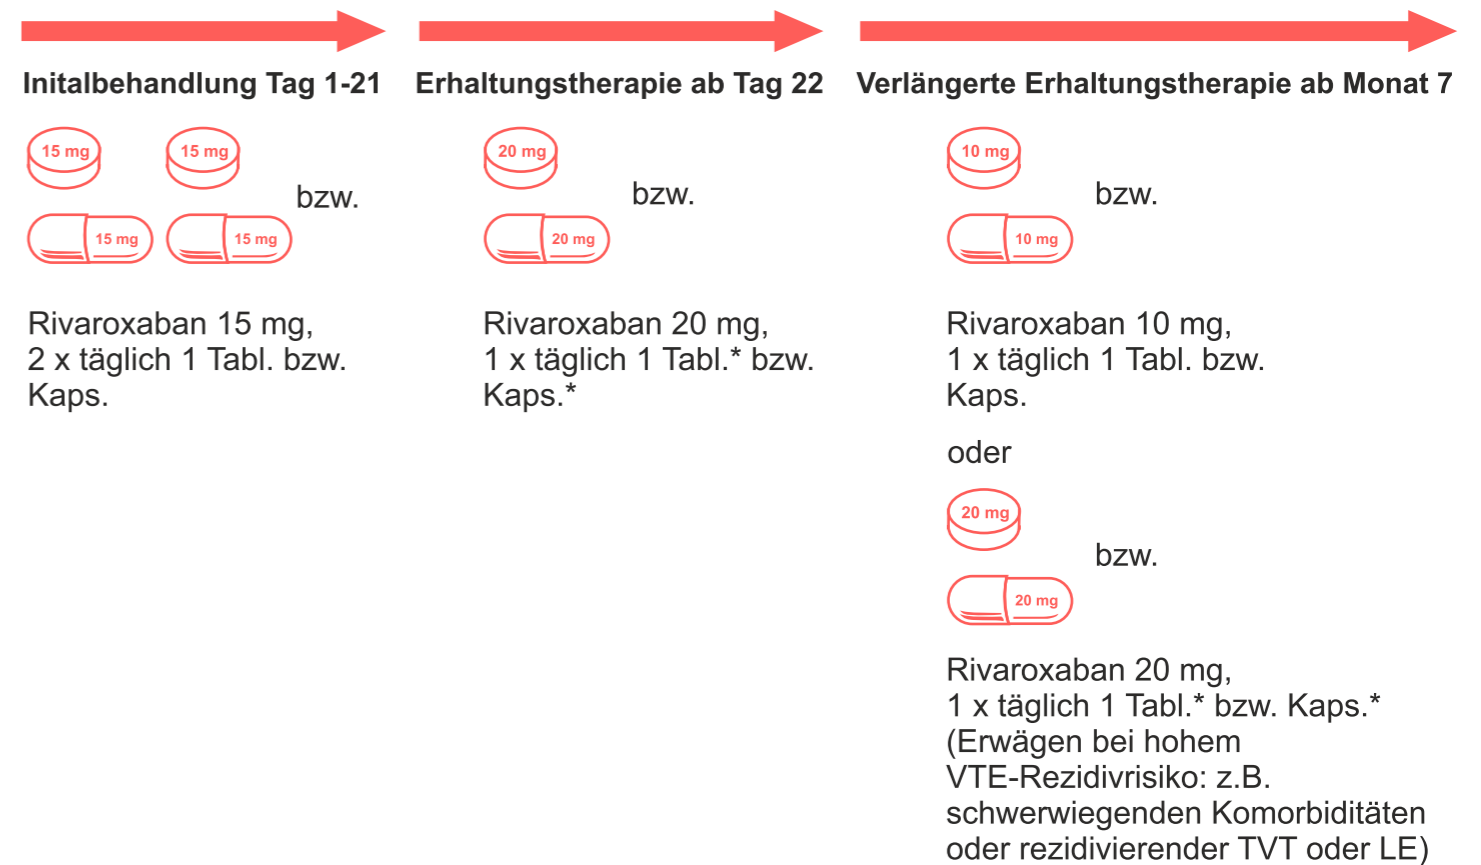 Initalbehandlung Tag 1-21
15 mg
15 mg
bzw.
15 mg
15 mg
Rivaroxaban 15 mg,
2 x täglich 1 Tabl. bzw.
Kaps.
Erhaltungstherapie ab Tag 22
20 mg
bzw.
20 mg
Rivaroxaban 20 mg,
1 x täglich 1 Tabl.* bzw.
Kaps.*
Verlängerte Erhaltungstherapie ab Monat 7
10 mg
bzw.
10 mg
Rivaroxaban 10 mg,
1 x täglich 1 Tabl. bzw.
Kaps.
oder
20 mg
bzw.
20 mg
Rivaroxaban 20 mg,
1 x täglich 1 Tabl.* bzw. Kaps.*
(Erwägen bei hohem
VTE-Rezidivrisiko: z.B.
schwerwiegenden Komorbiditäten
oder rezidivierender TVT oder LE)